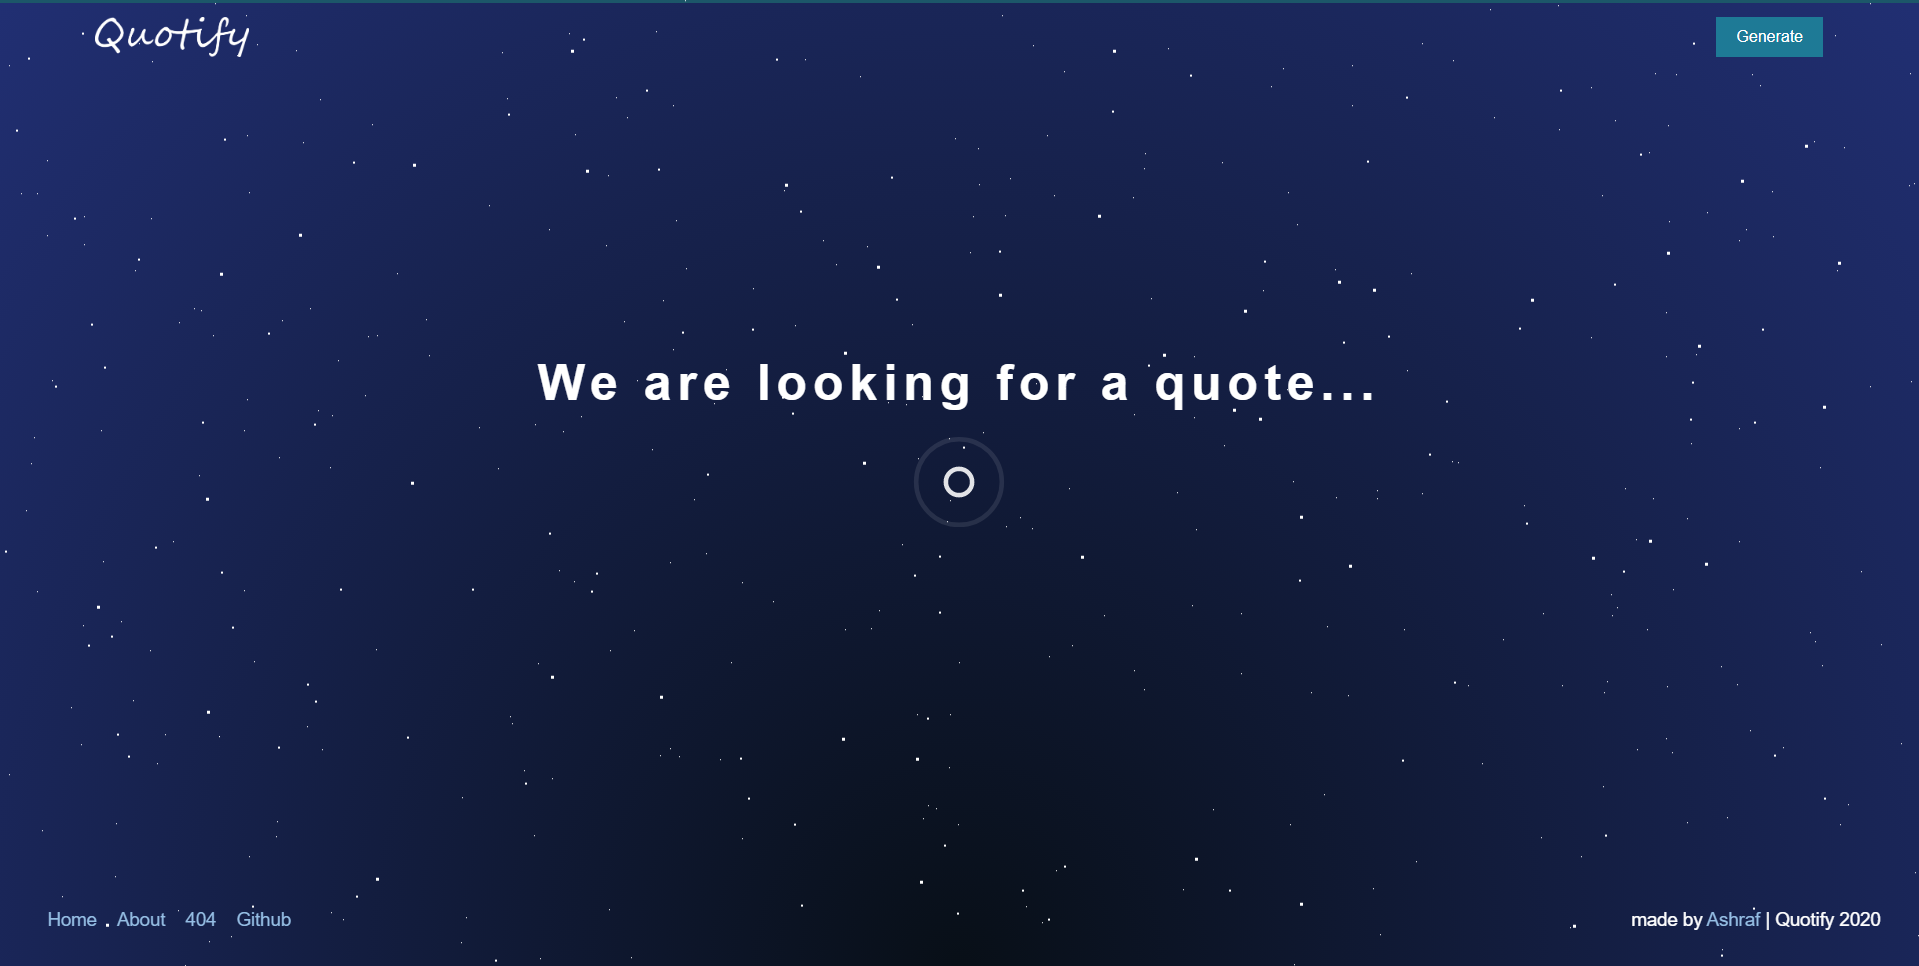 Quotify
Generate
We are looking for a quote...
Home About 404 Github
made by Ashraf | Quotify 2020